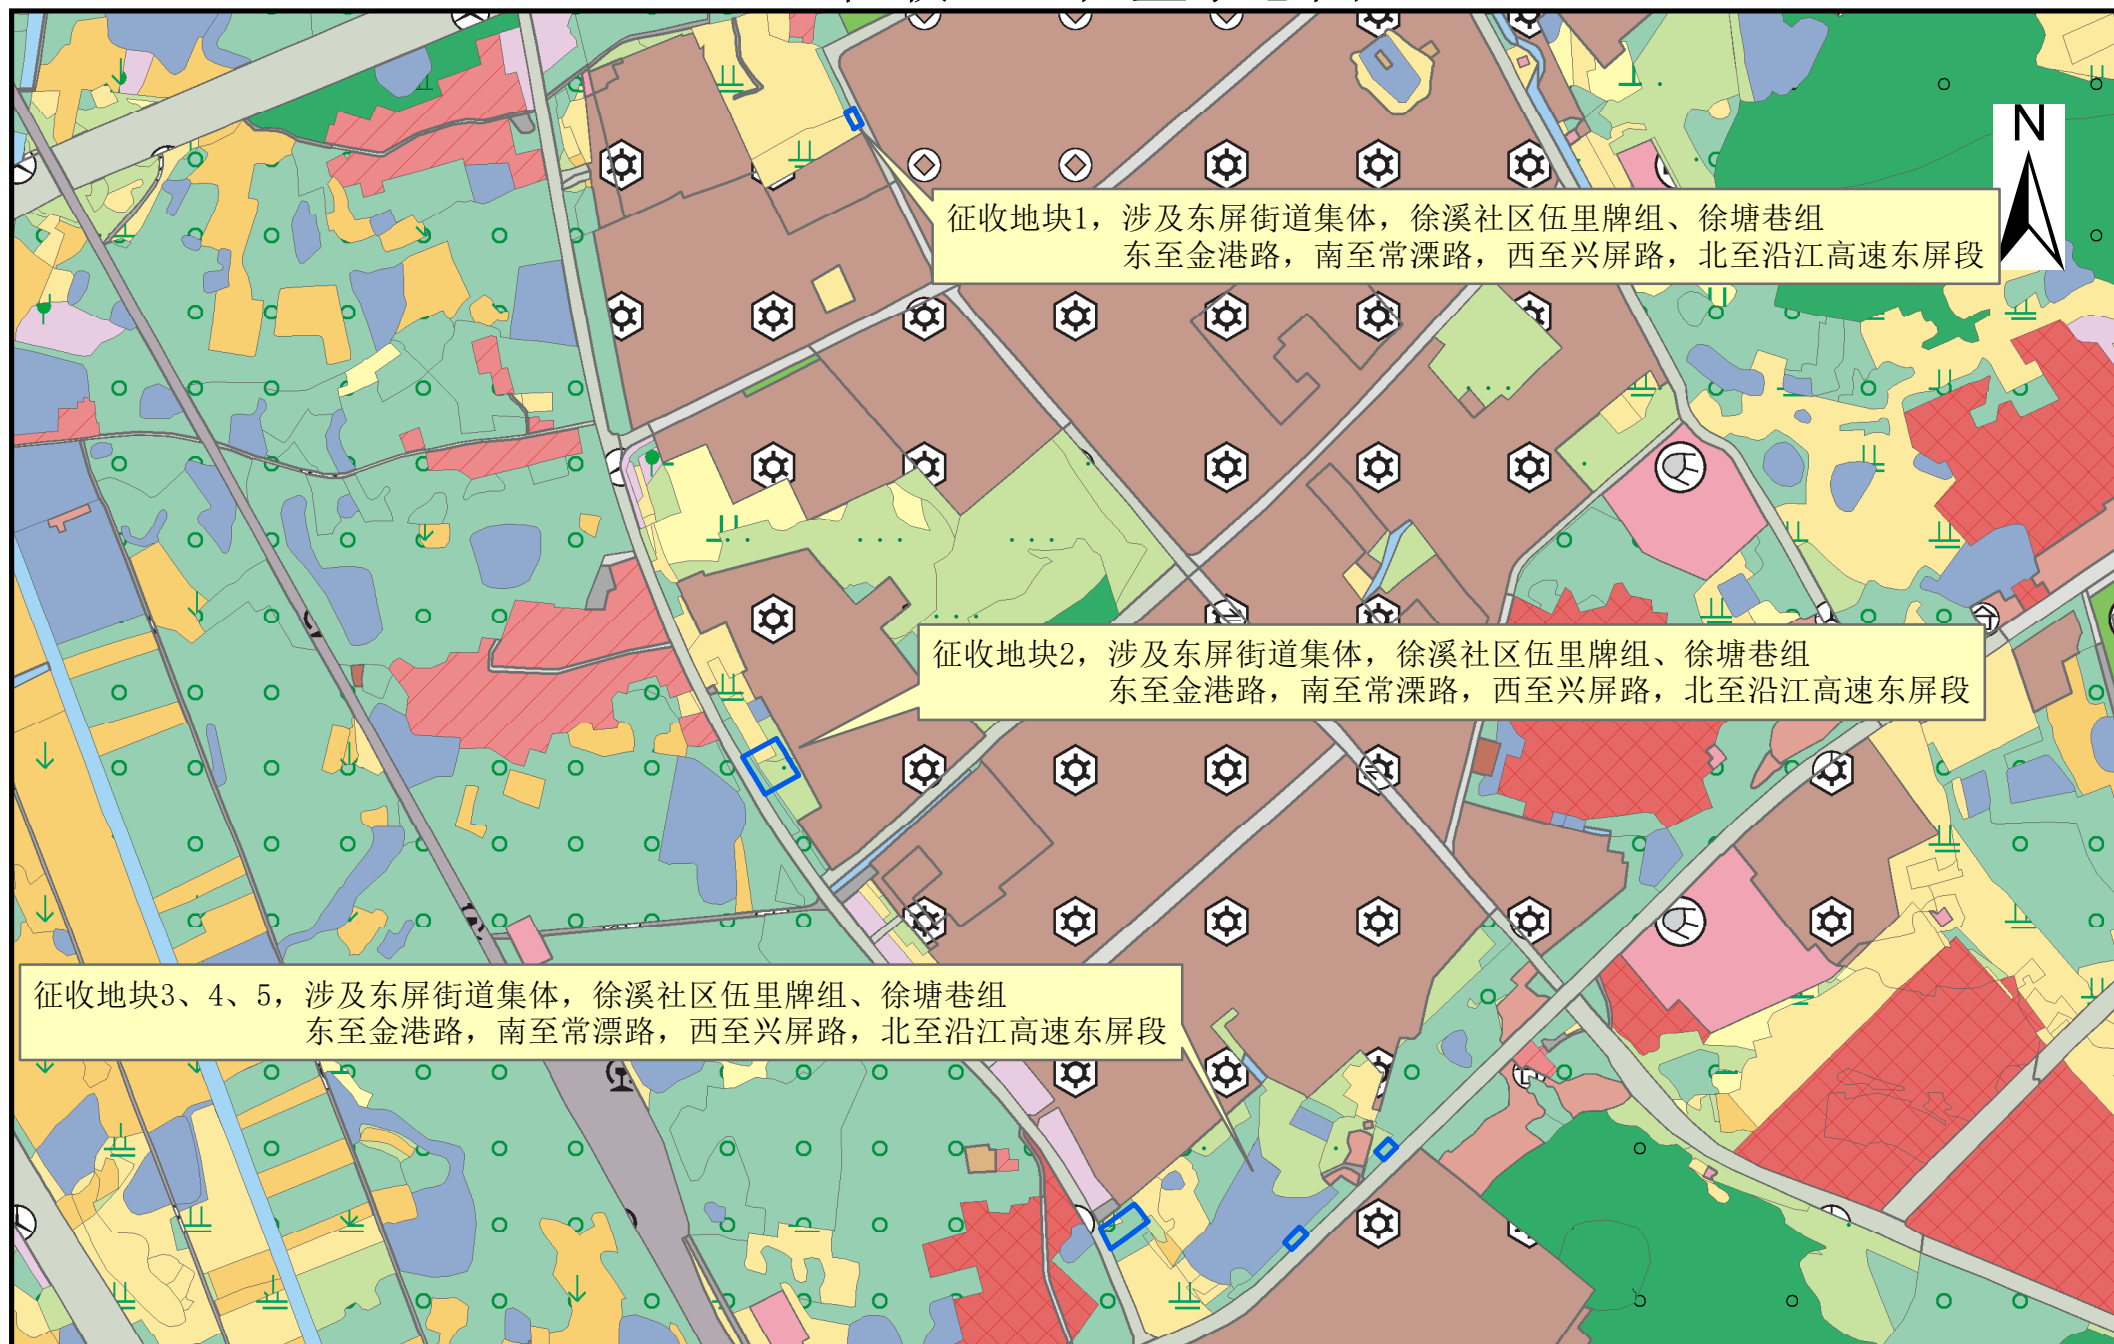 N
征收地块1，涉及东屏街道集体，徐溪社区伍里牌组、徐塘巷组
东至金港路，南至常溧路，西至兴屏路，北至沿江高速东屏段
征收地块2，涉及东屏街道集体，徐溪社区伍里牌组、徐塘巷组
东至金港路，南至常溧路，西至兴屏路，北至沿江高速东屏段
征收地块3、4、5，涉及东屏街道集体，徐溪社区伍里牌组、徐塘巷组
东至金港路，南至常漂路，西至兴屏路，北至沿江高速东屏段